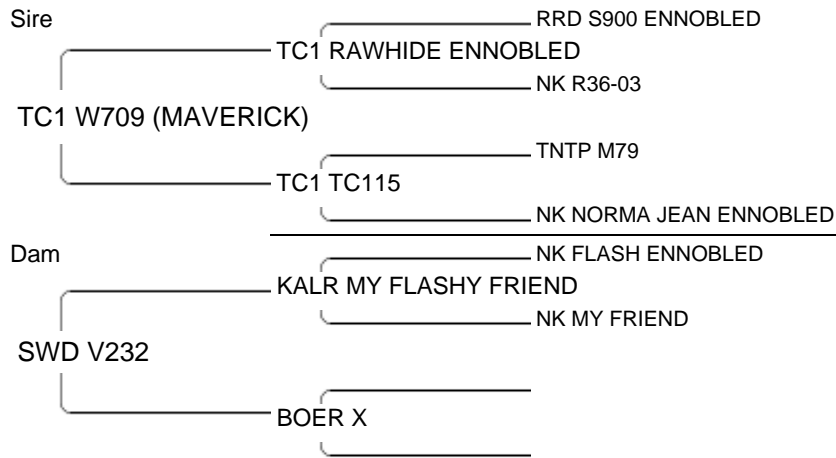 Sire
RRD S900 ENNOBLED
TC1 RAWHIDE ENNOBLED
NK R36-03
TC1 W709 (MAVERICK)
TNTP M79
TC1 TC115
NK NORMA JEAN ENNOBLED
Dam
NK FLASH ENNOBLED
KALR MY FLASHY FRIEND
NK MY FRIEND
SWD V232
BOER X